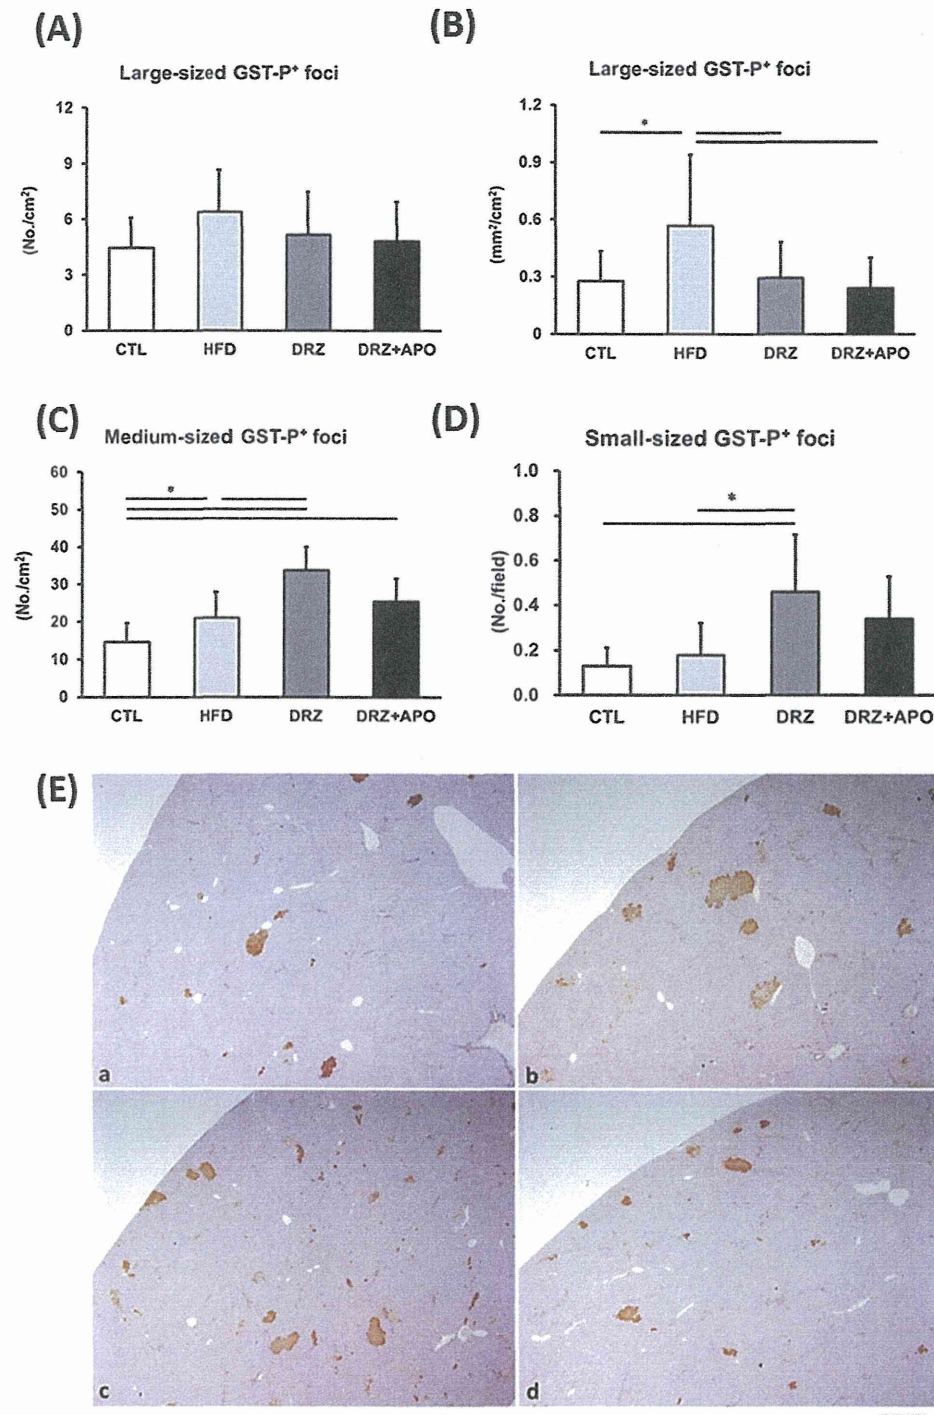 (A)
Large-sized GST-P⁺ foci
(No./cm²)
12
9
6
3
0
CTL HFD DRZ DRZ+APO
(B)
Large-sized GST-P⁺ foci
(mm²/cm²)
1.2
0.9
0.6
0.3
0
*
CTL HFD DRZ DRZ+APO
(C)
Medium-sized GST-P⁺ foci
(No./cm²)
60
50
40
30
20
10
0
*
CTL HFD DRZ DRZ+APO
(D)
Small-sized GST-P⁺ foci
(No./field)
1.0
0.8
0.6
0.4
0.2
0.0
*
CTL HFD DRZ DRZ+APO
(E)
a
b
c
d